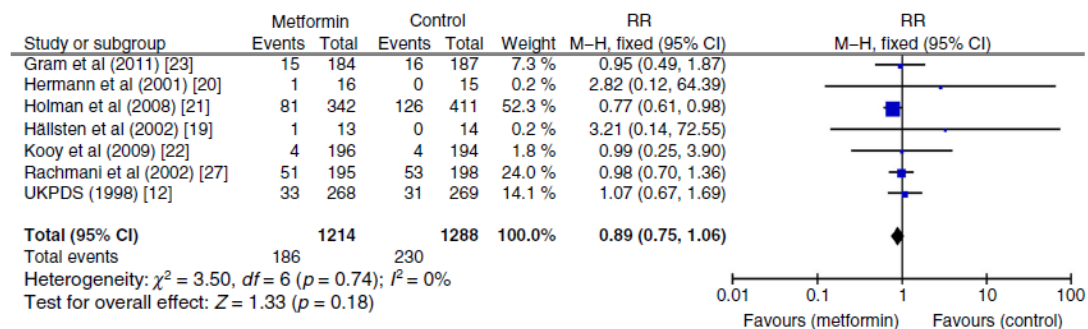 Metformin Control RR RR
Study or subgroup Events Total Events Total Weight M–H, fixed (95% CI) M–H, fixed (95% CI)
Gram et al (2011) [23] 15 184 16 187 7.3 % 0.95 (0.49, 1.87)
Hermann et al (2001) [20] 1 16 0 15 0.2 % 2.82 (0.12, 64.39)
Holman et al (2008) [21] 81 342 126 411 52.3 % 0.77 (0.61, 0.98)
Hällsten et al (2002) [19] 1 13 0 14 0.2 % 3.21 (0.14, 72.55)
Kooy et al (2009) [22] 4 196 4 194 1.8 % 0.99 (0.25, 3.90)
Rachmani et al (2002) [27] 51 195 53 198 24.0 % 0.98 (0.70, 1.36)
UKPDS (1998) [12] 33 268 31 269 14.1 % 1.07 (0.67, 1.69)
Total (95% CI) 1214 1288 100.0% 0.89 (0.75, 1.06)
Total events 186 230
Heterogeneity: χ² = 3.50, df = 6 (p = 0.74); I² = 0%
Test for overall effect: Z = 1.33 (p = 0.18)
0.01 0.1 1 10 100
Favours (metformin) Favours (control)